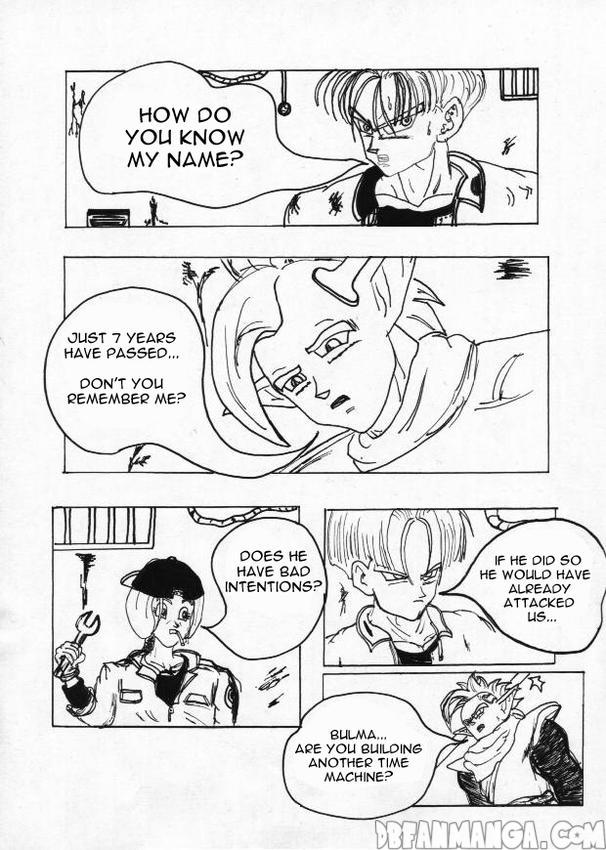 HOW DO
YOU KNOW
MY NAME?
JUST 7 YEARS
HAVE PASSED...
DON'T YOU
REMEMBER ME?
DOES HE
HAVE BAD
INTENTIONS?
IF HE DID SO
HE WOULD HAVE
ALREADY
ATTACKED
US...
BULMA...
ARE YOU BUILDING
ANOTHER TIME
MACHINE?
DBFANMANGA.COM